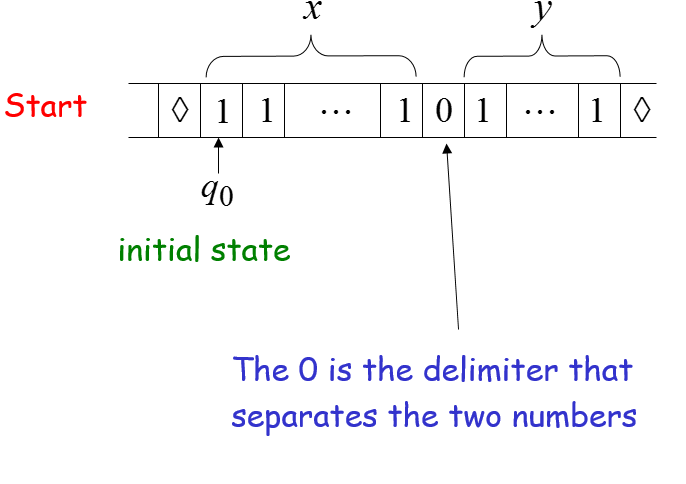 x y
Start ◊ 1 1 ⋯ 1 0 1 ⋯ 1 ◊
q₀
initial state
The 0 is the delimiter that
separates the two numbers